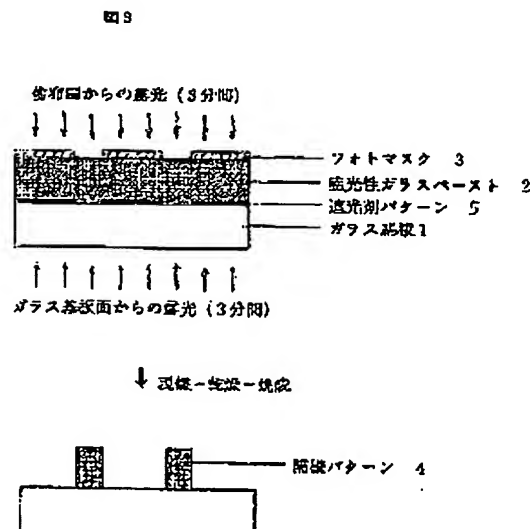 図9
塗布面からの露光 (3分間)
フォトマスク 3
感光性ガラスペースト 2
遮光剤パターン 5
ガラス基板1
ガラス基板面からの露光 (3分間)
現像-乾燥-焼成
隔壁パターン 4